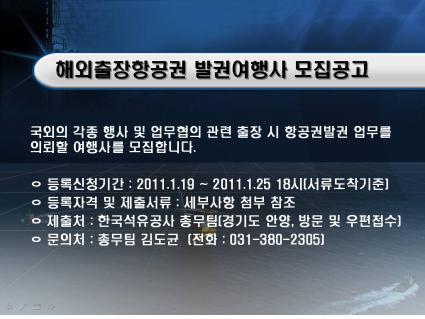 해외출장항공권 발권여행사 모집공고
국외의 각종 행사 및 업무협의 관련 출장 시 항공권발권 업무를
의뢰할 여행사를 모집합니다.
ㅇ 등록신청기간 : 2011.1.19 ~ 2011.1.25 18시(서류도착기준)
ㅇ 등록자격 및 제출서류 : 세부사항 첨부 참조
ㅇ 제출처 : 한국석유공사 총무팀(경기도 안양, 방문 및 우편접수)
ㅇ 문의처 : 총무팀 김도균 (전화 : 031-380-2305)